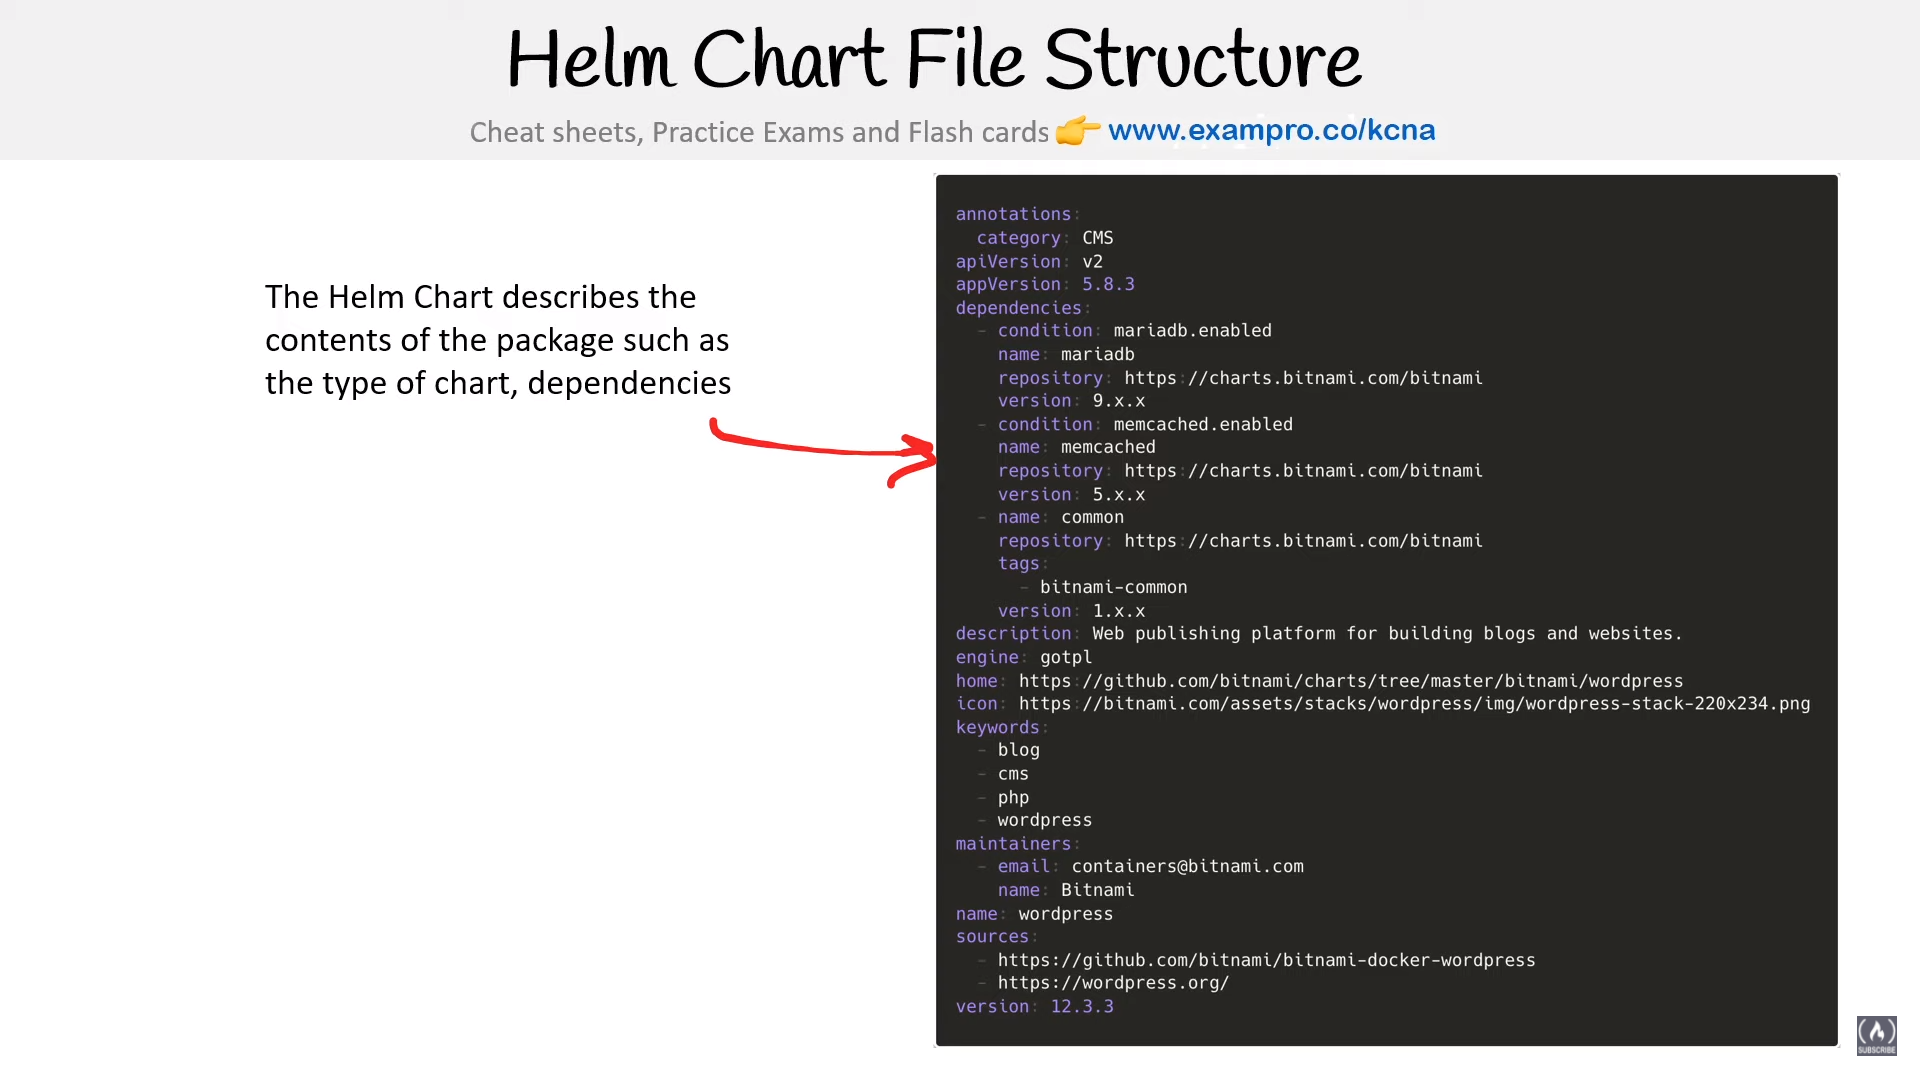 Helm Chart File Structure
Cheat sheets, Practice Exams and Flash cards 👉 www.exampro.co/kcna
The Helm Chart describes the
contents of the package such as
the type of chart, dependencies
annotations:
  category: CMS
apiVersion: v2
appVersion: 5.8.3
dependencies:
  - condition: mariadb.enabled
    name: mariadb
    repository: https://charts.bitnami.com/bitnami
    version: 9.x.x
  - condition: memcached.enabled
    name: memcached
    repository: https://charts.bitnami.com/bitnami
    version: 5.x.x
  - name: common
    repository: https://charts.bitnami.com/bitnami
    tags:
      - bitnami-common
    version: 1.x.x
description: Web publishing platform for building blogs and websites.
engine: gotpl
home: https://github.com/bitnami/charts/tree/master/bitnami/wordpress
icon: https://bitnami.com/assets/stacks/wordpress/img/wordpress-stack-220x234.png
keywords:
  - blog
  - cms
  - php
  - wordpress
maintainers:
  - email: containers@bitnami.com
    name: Bitnami
name: wordpress
sources:
  - https://github.com/bitnami/bitnami-docker-wordpress
  - https://wordpress.org/
version: 12.3.3
SUBSCRIBE